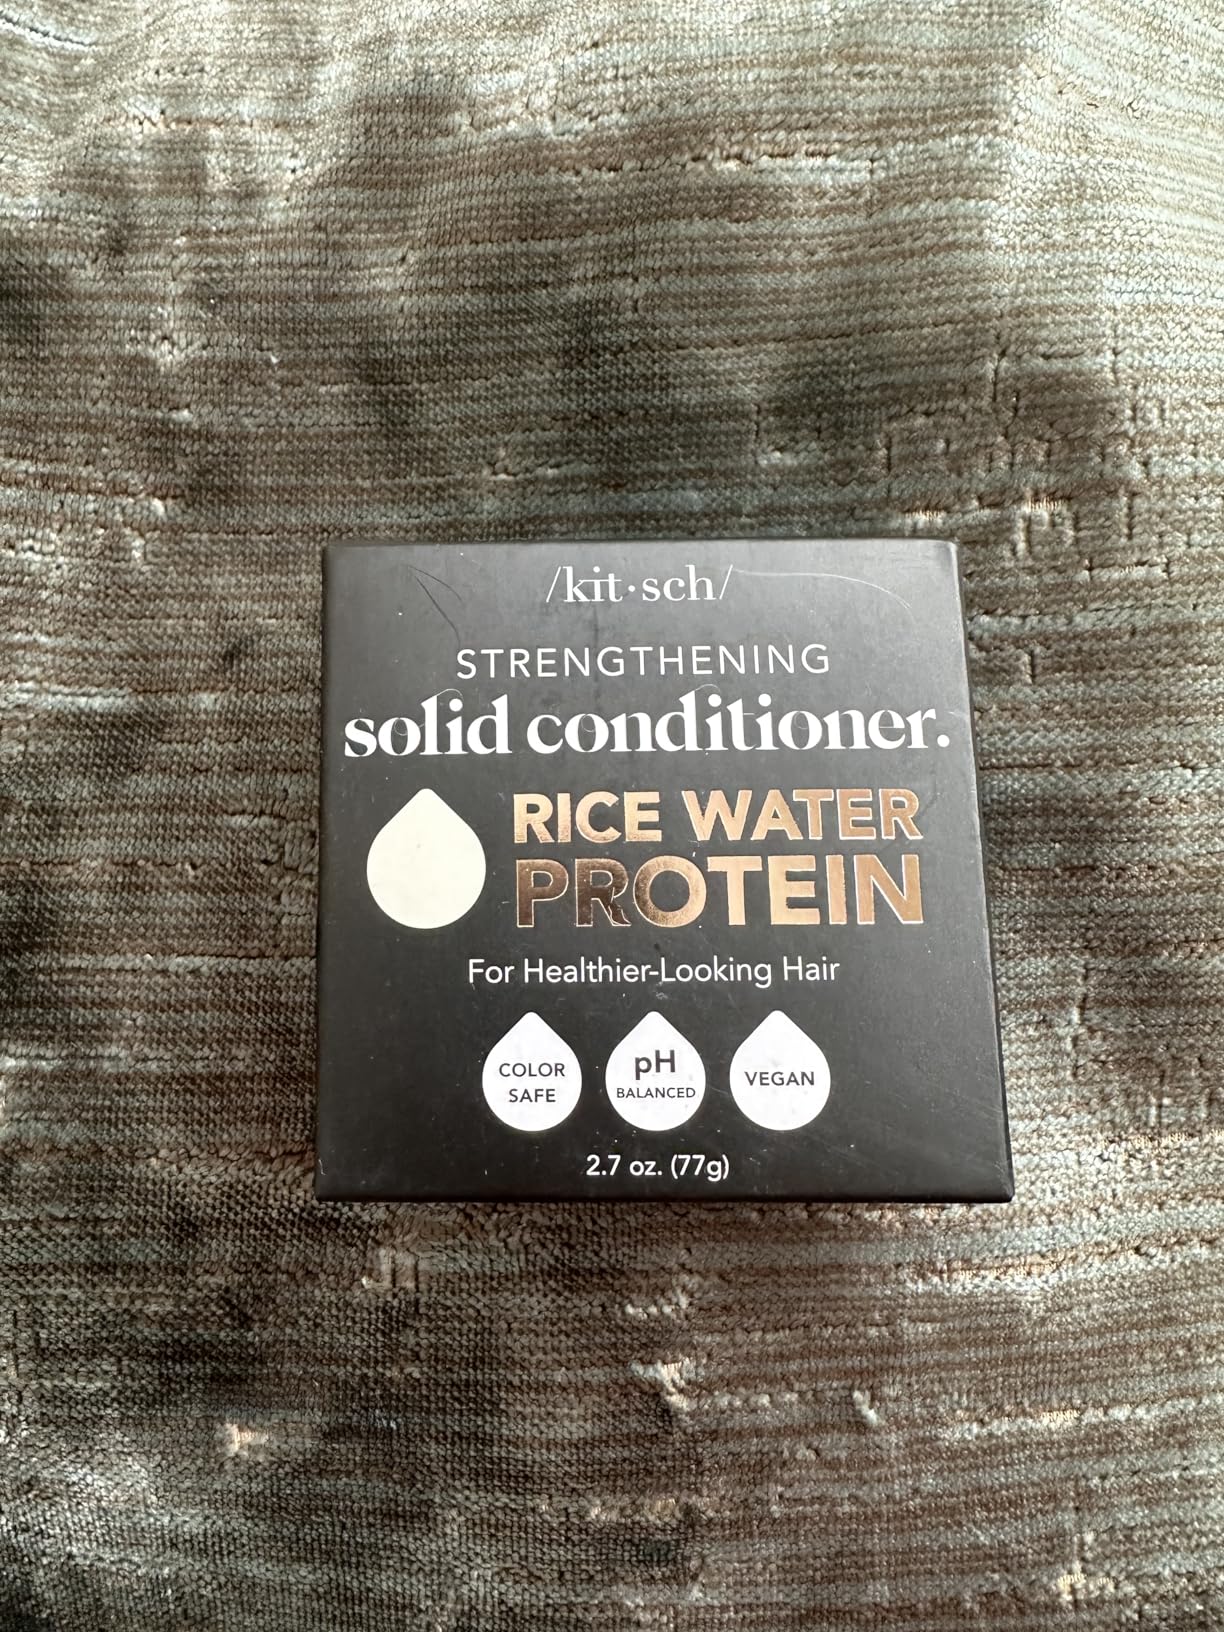 /kit·sch/
STRENGTHENING
solid conditioner.
RICE WATER
PROTEIN
For Healthier-Looking Hair
COLOR
SAFE
pH
BALANCED
VEGAN
2.7 oz. (77g)